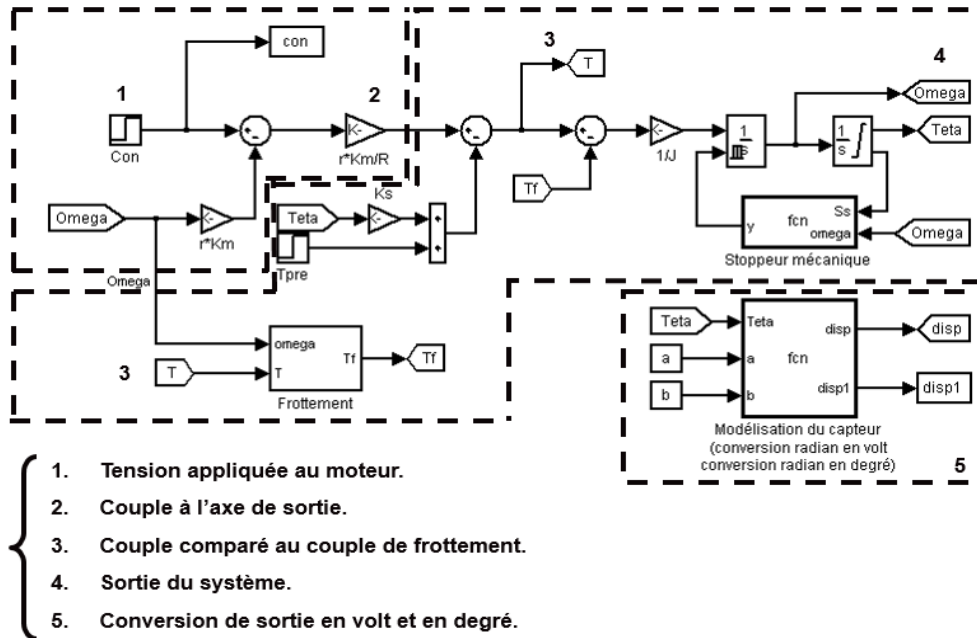 con
3
4
1
2
T
Omega
Con
r*Km/R
1/J
1
s
1
s
Teta
Tf
Omega
r*Km
Teta
Ks
Tpre
y
fcn
Ss
omega
Omega
Stoppeur mécanique
Omega
3
T
omega
T
Tf
Frottement
Tf
Teta
a
b
Teta
a
b
fcn
disp
disp1
disp
disp1
Modélisation du capteur
(conversion radian en volt
conversion radian en degré)
5
1. Tension appliquée au moteur.
2. Couple à l'axe de sortie.
3. Couple comparé au couple de frottement.
4. Sortie du système.
5. Conversion de sortie en volt et en degré.